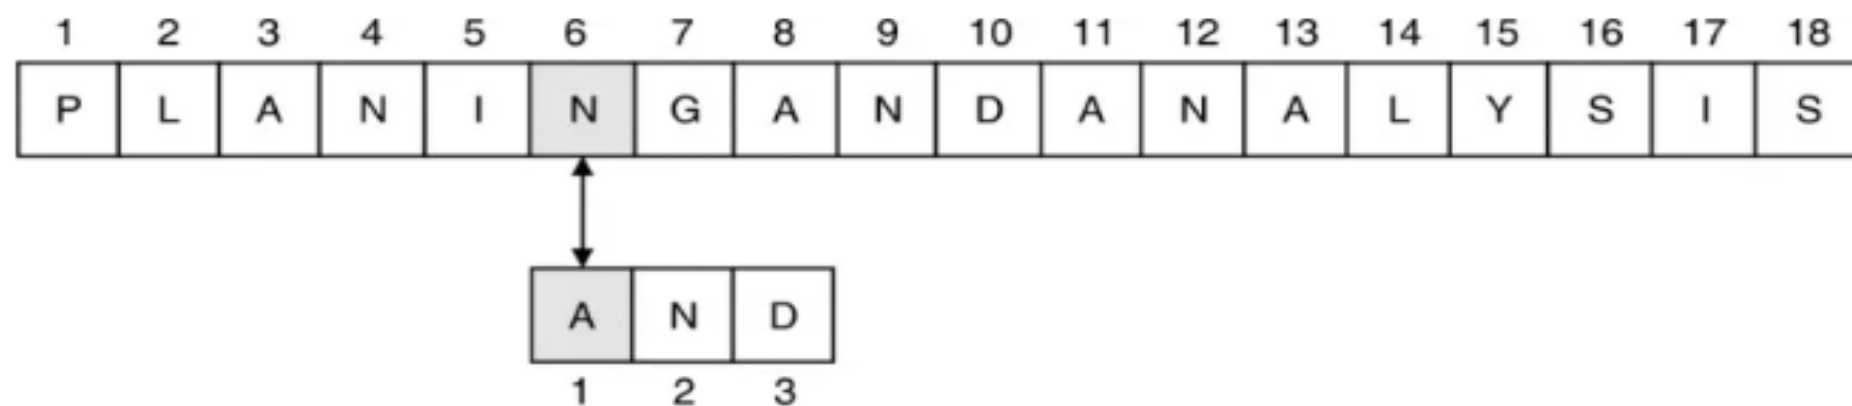 1 2 3 4 5 6 7 8 9 10 11 12 13 14 15 16 17 18
P L A N I N G A N D A N A L Y S I S
A N D
1 2 3